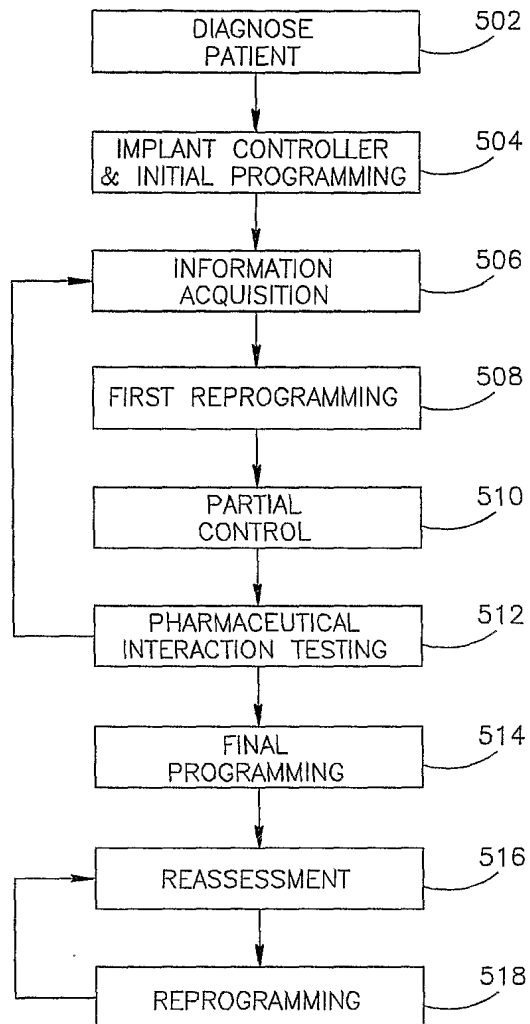 DIAGNOSE
PATIENT
502
IMPLANT CONTROLLER
& INITIAL PROGRAMMING
504
INFORMATION
ACQUISITION
506
FIRST REPROGRAMMING
508
PARTIAL
CONTROL
510
PHARMACEUTICAL
INTERACTION TESTING
512
FINAL
PROGRAMMING
514
REASSESSMENT
516
REPROGRAMMING
518